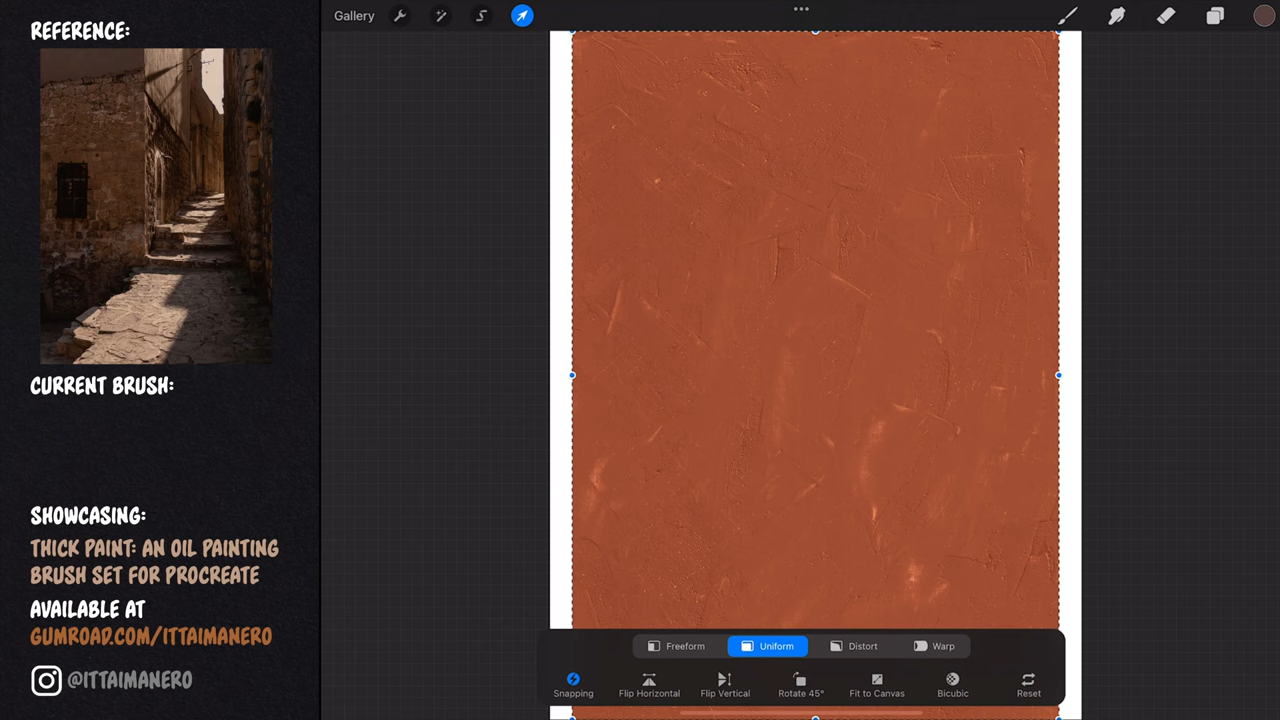 REFERENCE:
CURRENT BRUSH:
SHOWCASING:
THICK PAINT: AN OIL PAINTING
BRUSH SET FOR PROCREATE
AVAILABLE AT
GUMROAD.COM/ITTAIMANERO
@ITTAIMANERO
Gallery
Freeform Uniform Distort Warp
Snapping Flip Horizontal Flip Vertical Rotate 45° Fit to Canvas Bicubic Reset